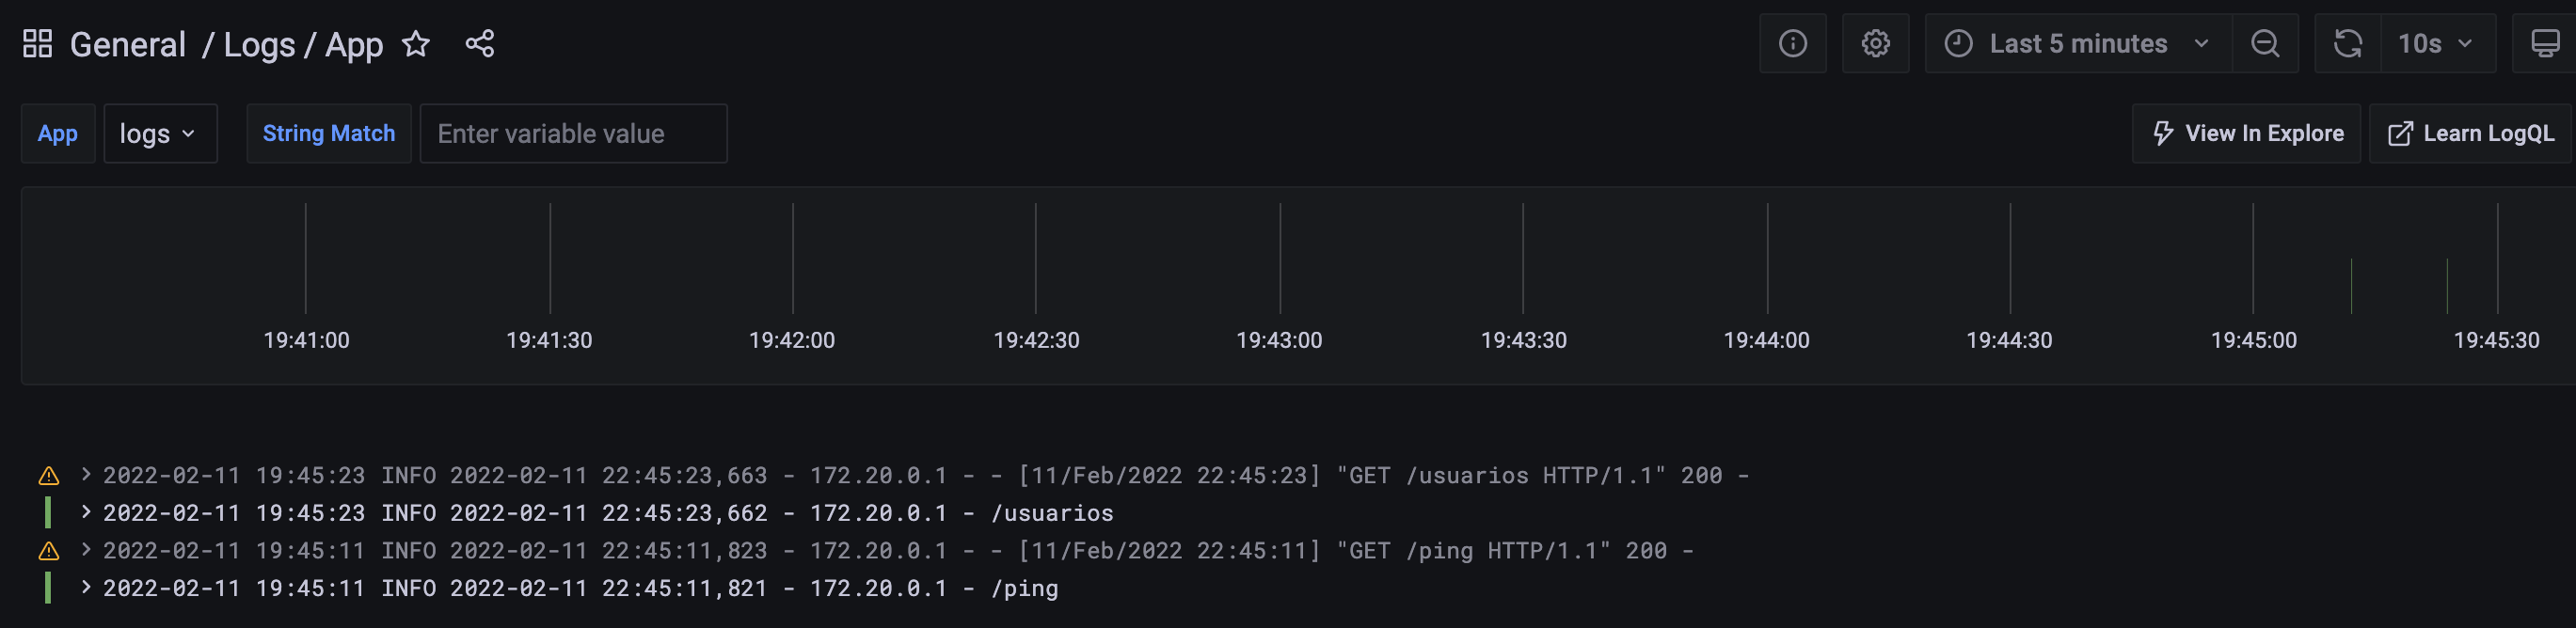 General / Logs / App Last 5 minutes 10s
App logs String Match Enter variable value View In Explore Learn LogQL
19:41:00 19:41:30 19:42:00 19:42:30 19:43:00 19:43:30 19:44:00 19:44:30 19:45:00 19:45:30
2022-02-11 19:45:23 INFO 2022-02-11 22:45:23,663 - 172.20.0.1 - - [11/Feb/2022 22:45:23] "GET /usuarios HTTP/1.1" 200 -
2022-02-11 19:45:23 INFO 2022-02-11 22:45:23,662 - 172.20.0.1 - /usuarios
2022-02-11 19:45:11 INFO 2022-02-11 22:45:11,823 - 172.20.0.1 - - [11/Feb/2022 22:45:11] "GET /ping HTTP/1.1" 200 -
2022-02-11 19:45:11 INFO 2022-02-11 22:45:11,821 - 172.20.0.1 - /ping